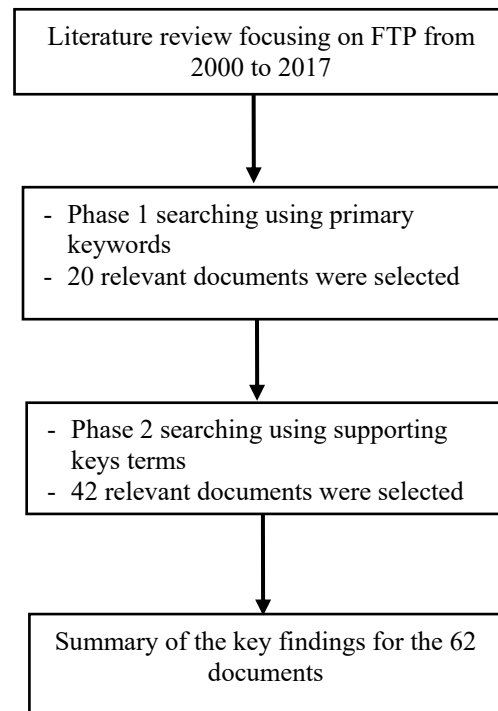 Literature review focusing on FTP from
2000 to 2017
- Phase 1 searching using primary
keywords
- 20 relevant documents were selected
- Phase 2 searching using supporting
keys terms
- 42 relevant documents were selected
Summary of the key findings for the 62
documents